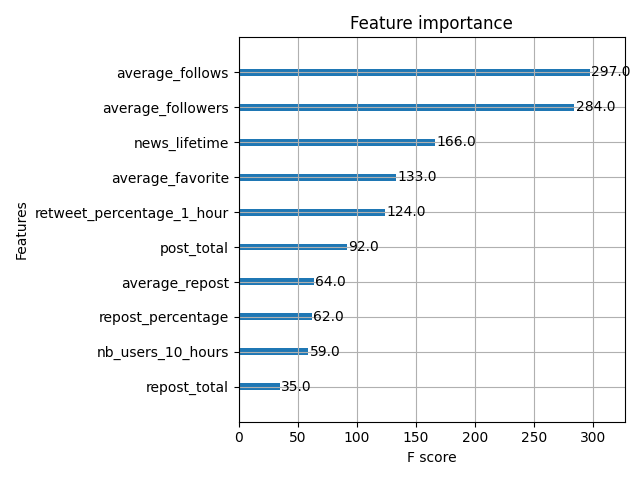 Feature importance
Features
average_follows 297.0
average_followers 284.0
news_lifetime 166.0
average_favorite 133.0
retweet_percentage_1_hour 124.0
post_total 92.0
average_repost 64.0
repost_percentage 62.0
nb_users_10_hours 59.0
repost_total 35.0
0 50 100 150 200 250 300
F score